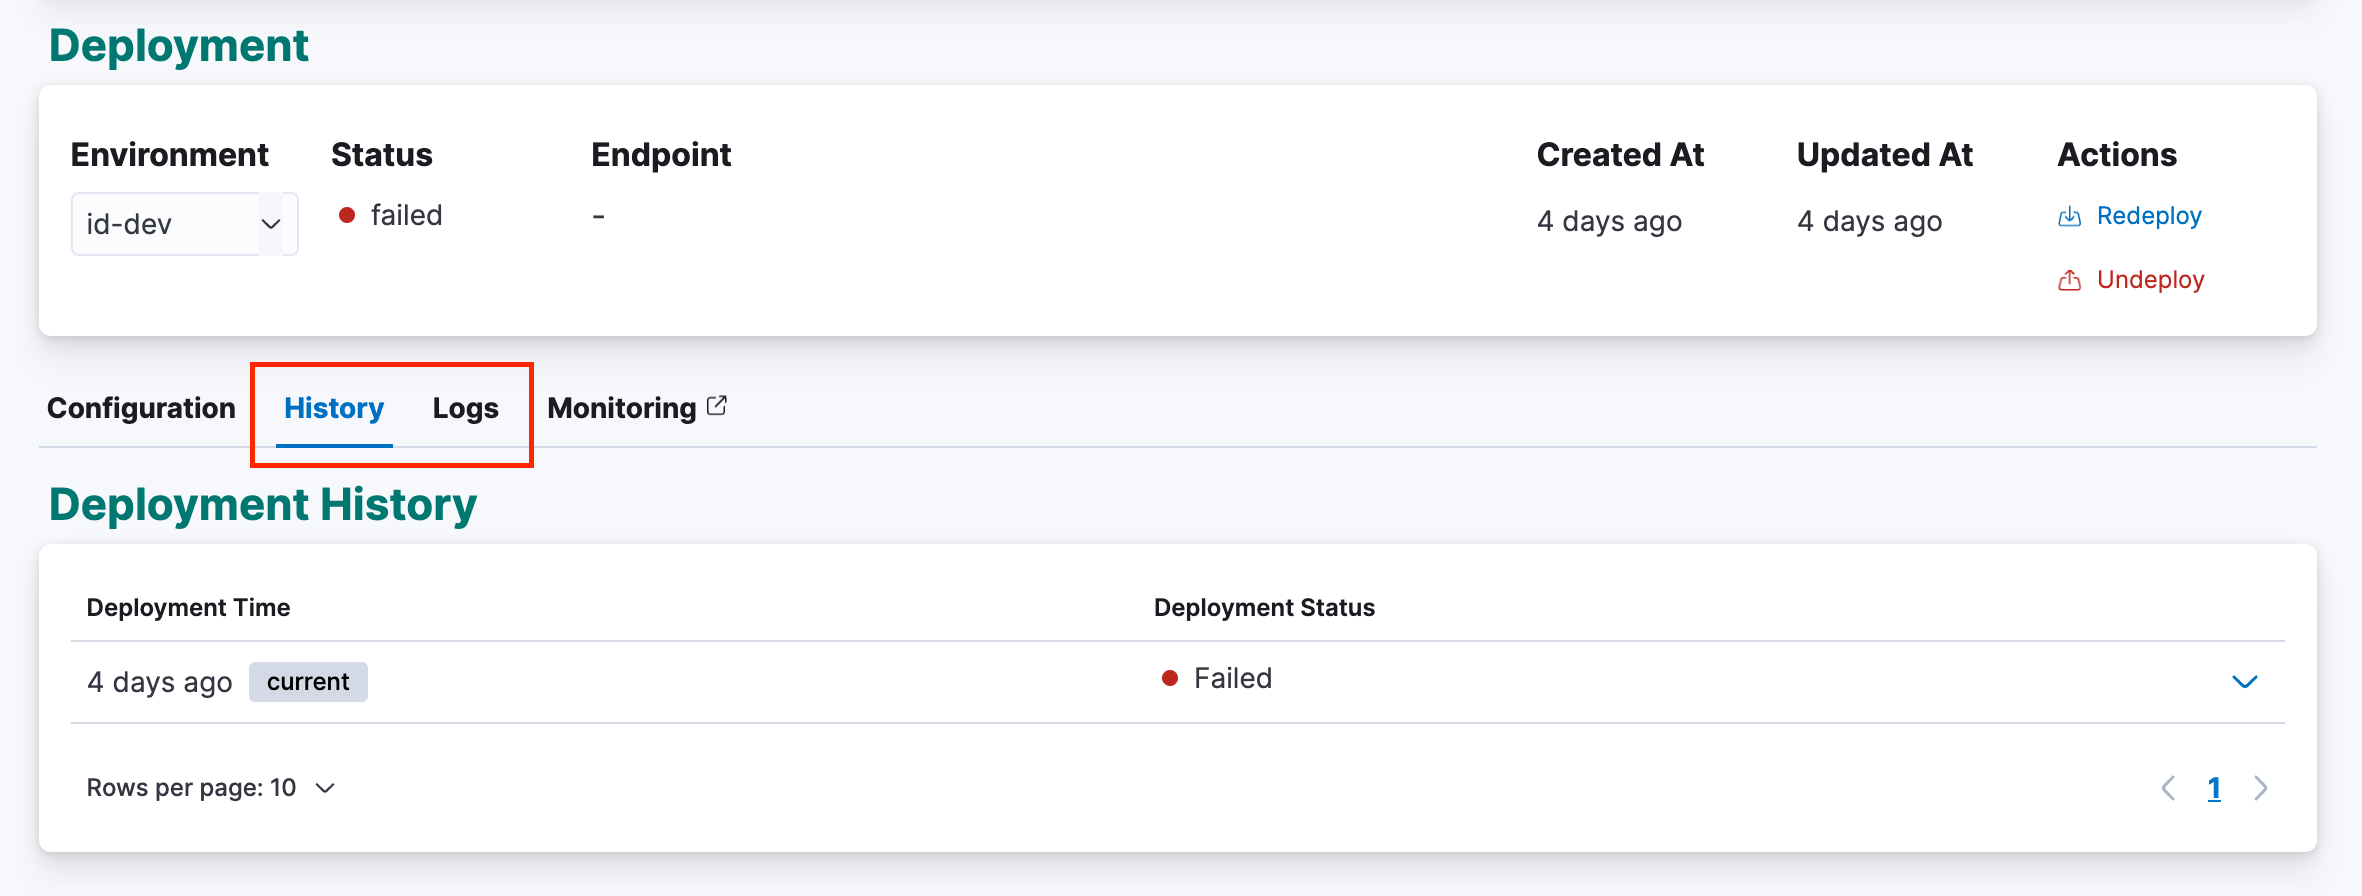 Deployment
Environment Status Endpoint Created At Updated At Actions
id-dev failed - 4 days ago 4 days ago Redeploy
Undeploy
Configuration History Logs Monitoring
Deployment History
Deployment Time Deployment Status
4 days ago current Failed
Rows per page: 10 1